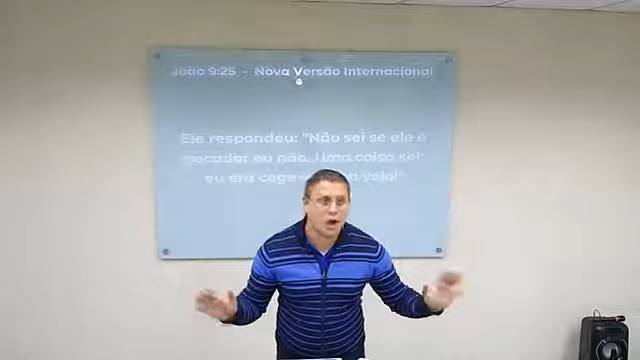 João 9:25 - Nova Versão Internacional
Ele respondeu: "Não sei se ele é
pecador ou não. Uma coisa sei:
eu era cego vejo!"